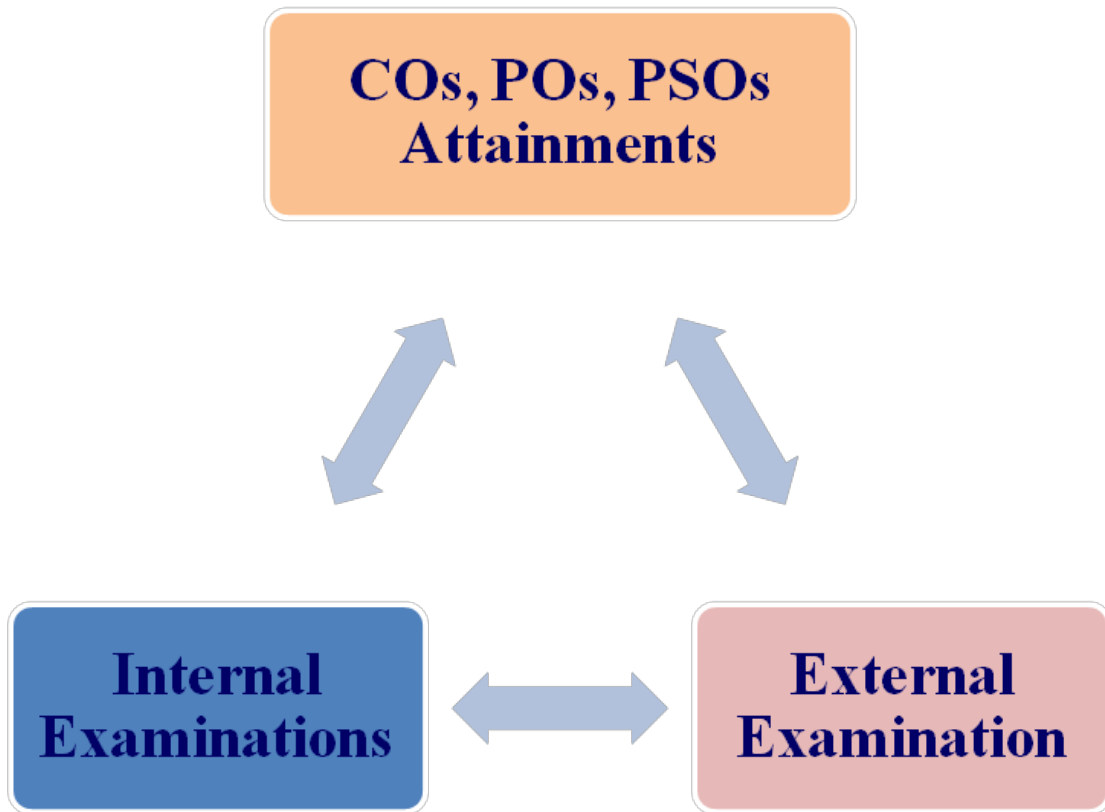 COs, POs, PSOs
Attainments
Internal
Examinations
External
Examination